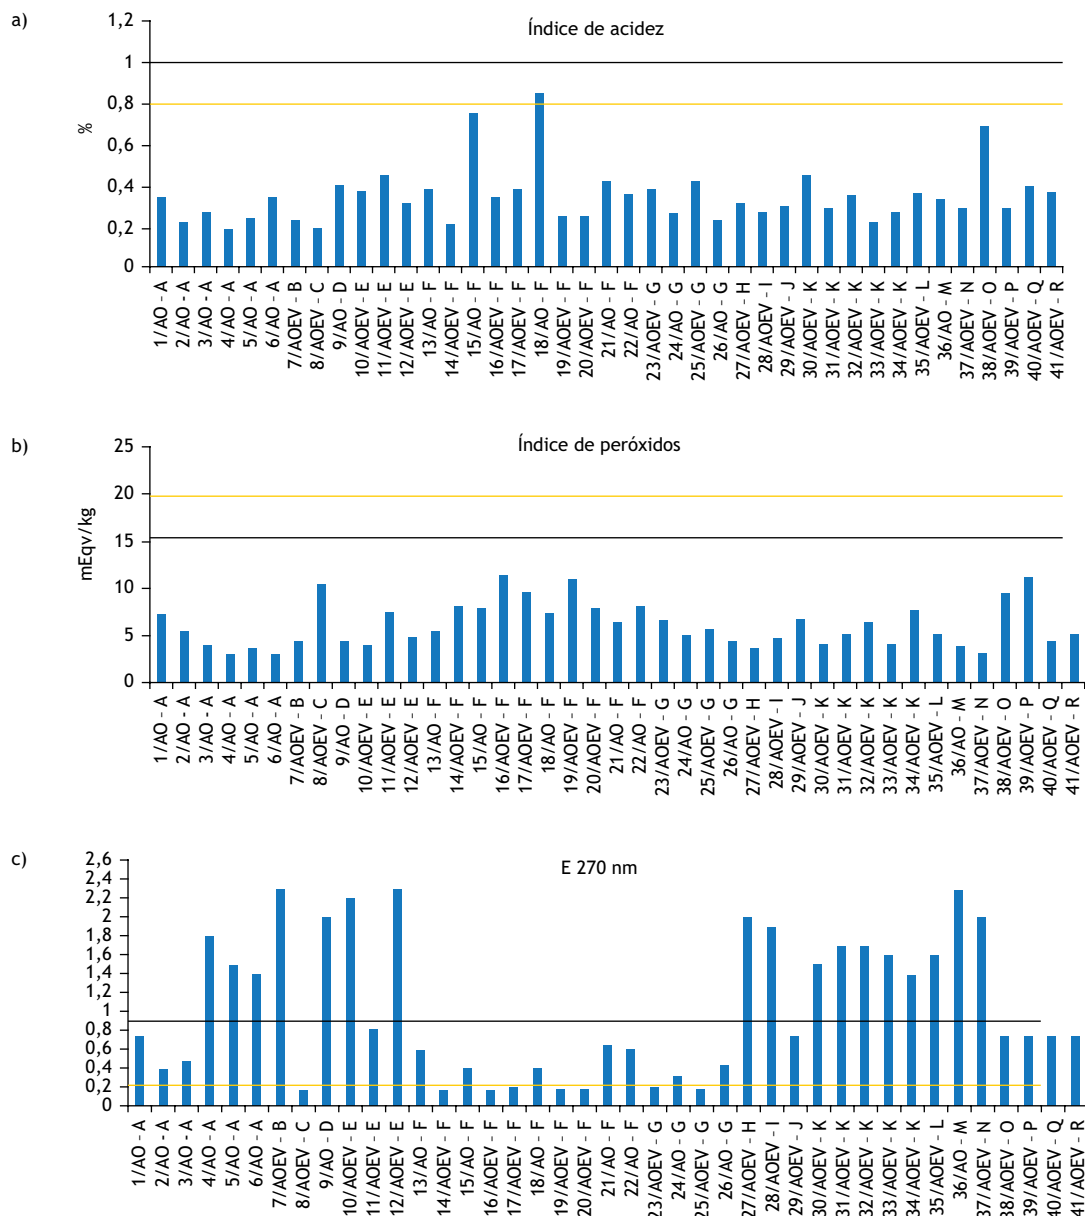 a)
Índice de acidez
%
1,2
1
0,8
0,6
0,4
0,2
0
1/AO - A
2/AO - A
3/AO - A
4/AO - A
5/AO - A
6/AO - A
7/AOEV - B
8/AOEV - C
9/AO - D
10/AOEV - E
11/AOEV - E
12/AOEV - E
13/AO - F
14/AOEV - F
15/AO - F
16/AOEV - F
17/AOEV - F
18/AO - F
19/AOEV - F
20/AOEV - F
21/AO - F
22/AO - F
23/AOEV - G
24/AO - G
25/AOEV - G
26/AO - G
27/AOEV - H
28/AOEV - I
29/AOEV - J
30/AOEV - K
31/AOEV - K
32/AOEV - K
33/AOEV - K
34/AOEV - K
35/AOEV - L
36/AO - M
37/AOEV - N
38/AOEV - O
39/AOEV - P
40/AOEV - Q
41/AOEV - R
b)
Índice de peróxidos
mEqv/kg
25
20
15
10
5
0
1/AO - A
2/AO - A
3/AO - A
4/AO - A
5/AO - A
6/AO - A
7/AOEV - B
8/AOEV - C
9/AO - D
10/AOEV - E
11/AOEV - E
12/AOEV - E
13/AO - F
14/AOEV - F
15/AO - F
16/AOEV - F
17/AOEV - F
18/AO - F
19/AOEV - F
20/AOEV - F
21/AO - F
22/AO - F
23/AOEV - G
24/AO - G
25/AOEV - G
26/AO - G
27/AOEV - H
28/AOEV - I
29/AOEV - J
30/AOEV - K
31/AOEV - K
32/AOEV - K
33/AOEV - K
34/AOEV - K
35/AOEV - L
36/AO - M
37/AOEV - N
38/AOEV - O
39/AOEV - P
40/AOEV - Q
41/AOEV - R
c)
E 270 nm
2,6
2,4
2,2
2
1,8
1,6
1,4
1,2
1
0,8
0,6
0,4
0,2
0
1/AO - A
2/AO - A
3/AO - A
4/AO - A
5/AO - A
6/AO - A
7/AOEV - B
8/AOEV - C
9/AO - D
10/AOEV - E
11/AOEV - E
12/AOEV - E
13/AO - F
14/AOEV - F
15/AO - F
16/AOEV - F
17/AOEV - F
18/AO - F
19/AOEV - F
20/AOEV - F
21/AO - F
22/AO - F
23/AOEV - G
24/AO - G
25/AOEV - G
26/AO - G
27/AOEV - H
28/AOEV - I
29/AOEV - J
30/AOEV - K
31/AOEV - K
32/AOEV - K
33/AOEV - K
34/AOEV - K
35/AOEV - L
36/AO - M
37/AOEV - N
38/AOEV - O
39/AOEV - P
40/AOEV - Q
41/AOEV - R